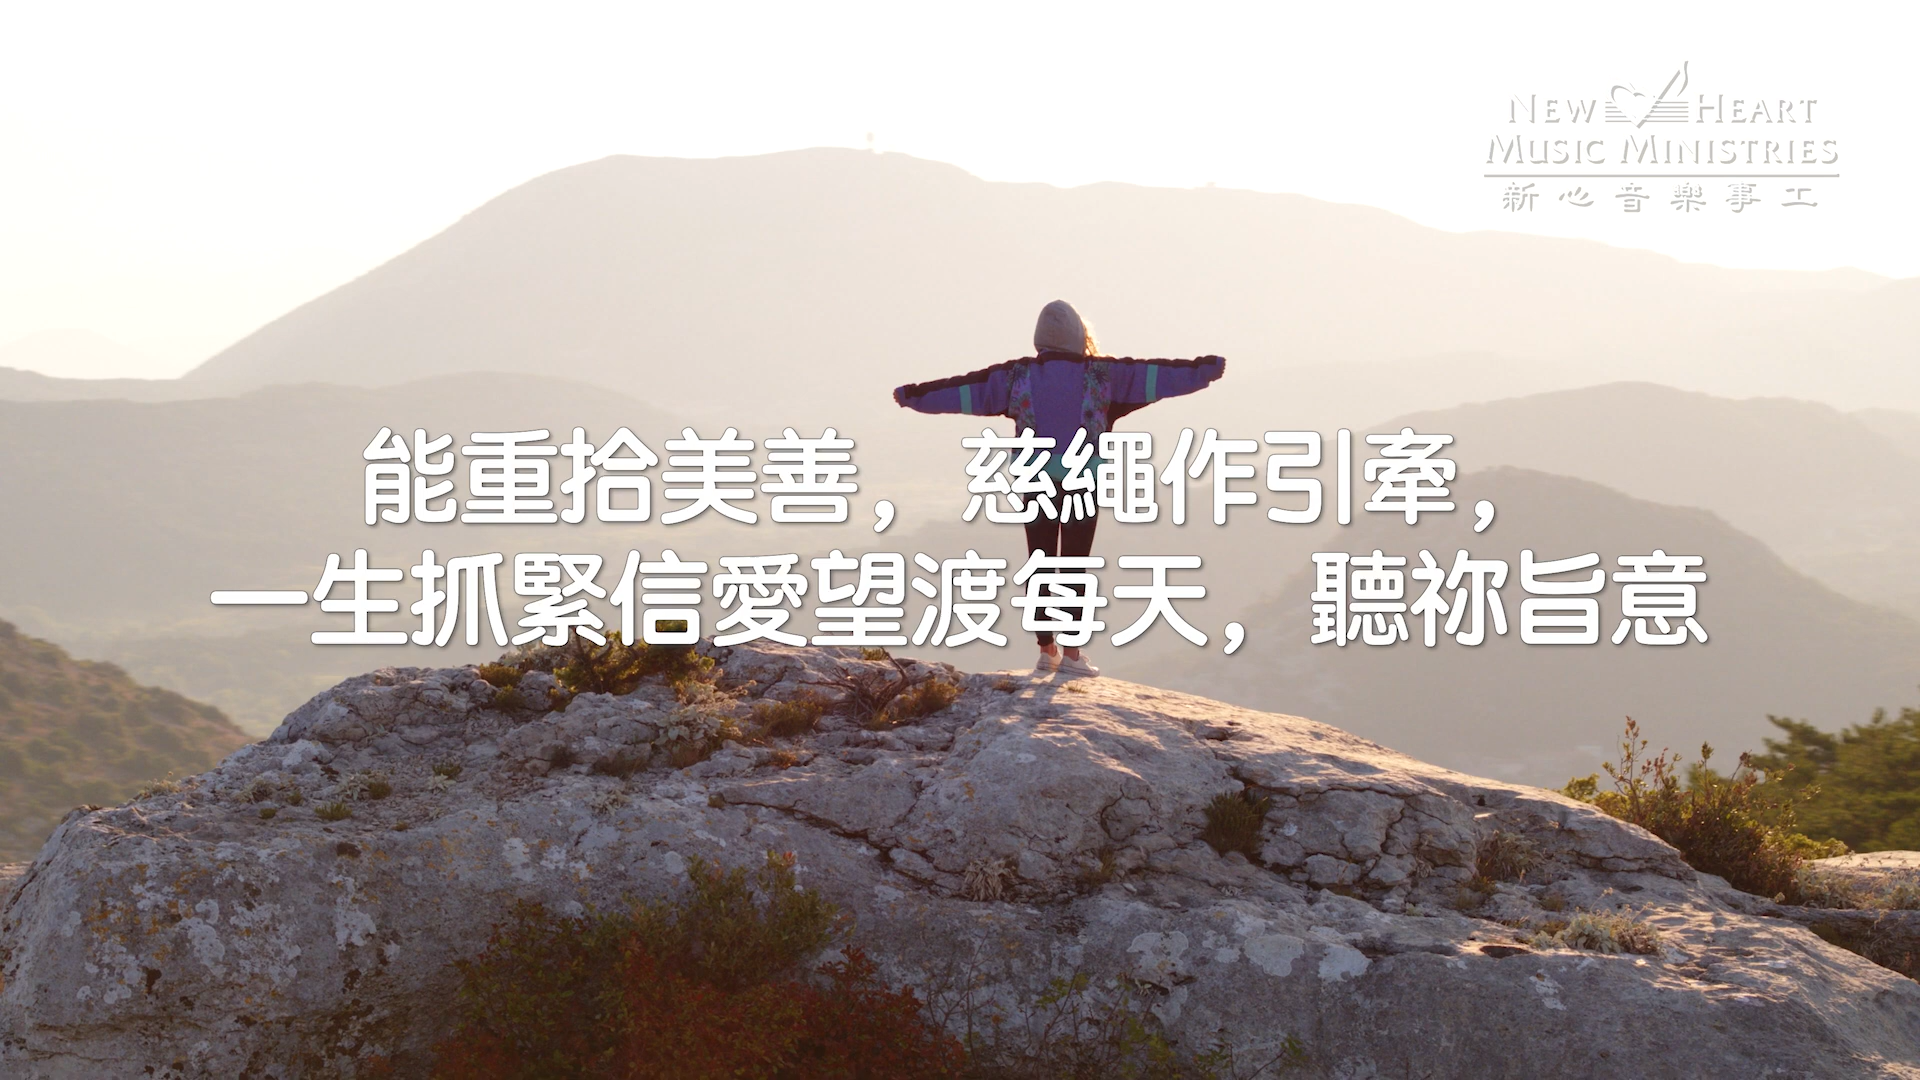 NEW HEART
MUSIC MINISTRIES
新心音樂事工
能重拾美善，慈繩作引牽，
一生抓緊信愛望渡每天，聽祢旨意